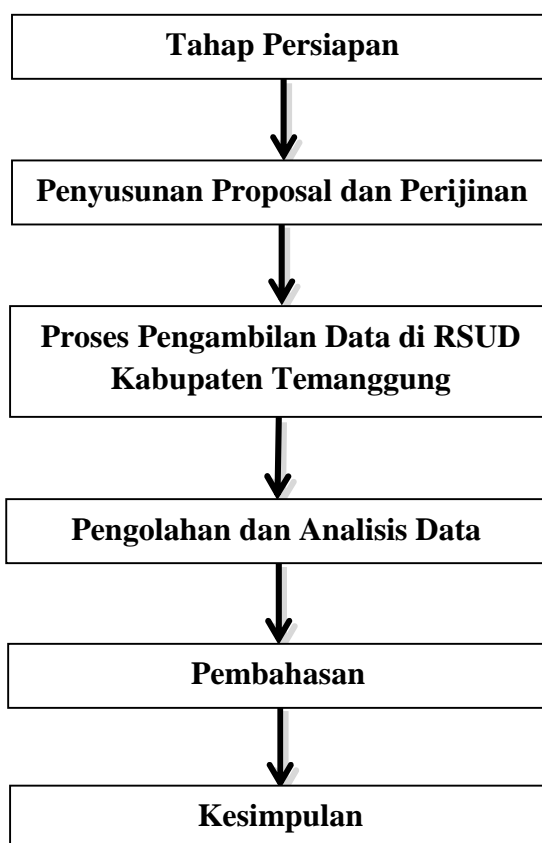 Tahap Persiapan
Penyusunan Proposal dan Perijinan
Proses Pengambilan Data di RSUD
Kabupaten Temanggung
Pengolahan dan Analisis Data
Pembahasan
Kesimpulan